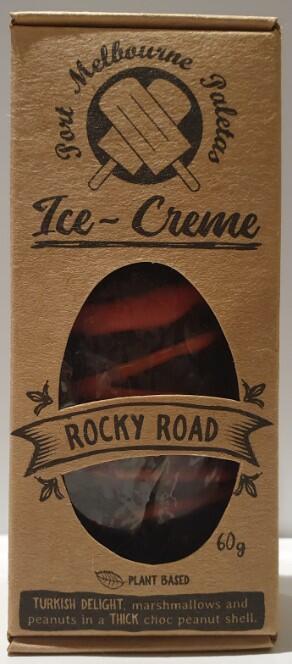 Port Melbourne Paletas
Ice~Creme
ROCKY ROAD
60g
PLANT BASED
TURKISH DELIGHT, marshmallows and
peanuts in a THICK choc peanut shell.